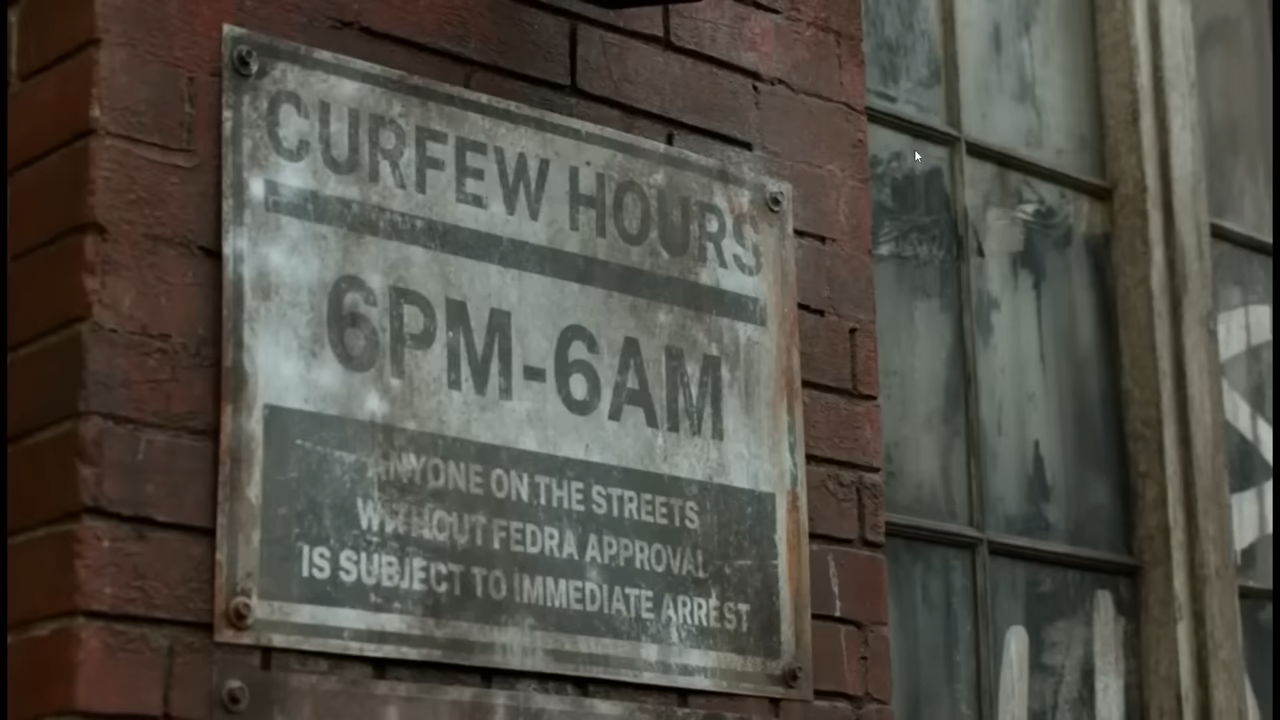 CURFEW HOURS
6PM-6AM
ANYONE ON THE STREETS
WITHOUT FEDRA APPROVAL
IS SUBJECT TO IMMEDIATE ARREST